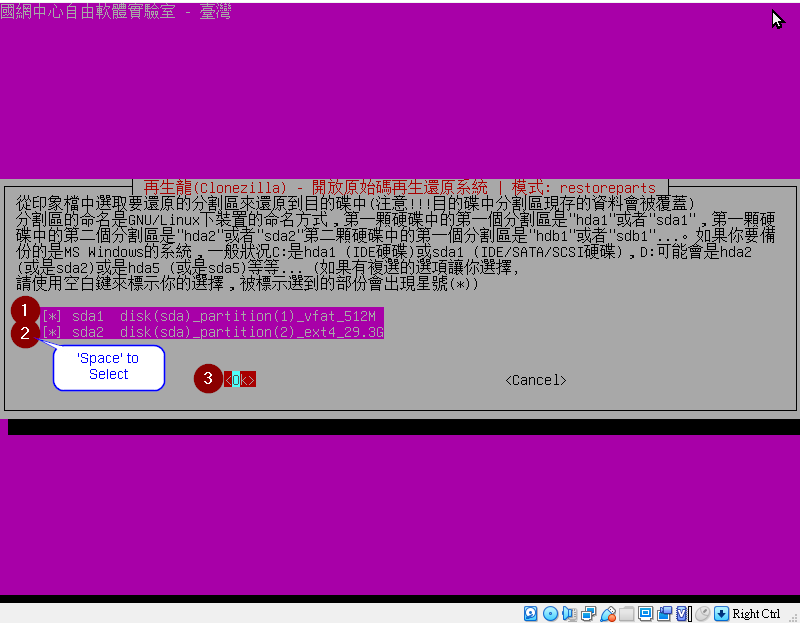 國網中心自由軟體實驗室 - 臺灣
再生龍(Clonezilla) - 開放原始碼再生還原系統 | 模式: restoreparts
從印象檔中選取要還原的分割區來還原到目的碟中(注意!!!目的碟中分割區現存的資料會被覆蓋)
分割區的命名是GNU/Linux下裝置的命名方式，第一顆硬碟中的第一個分割區是"hda1"或者"sda1"，第一顆硬
碟中的第二個分割區是"hda2"或者"sda2"第二顆硬碟中的第一個分割區是"hdb1"或者"sdb1"...。如果你要備
份的是MS Windows的系統，一般狀況C:是hda1 (IDE硬碟)或sda1 (IDE/SATA/SCSI硬碟)，D:可能會是hda2
(或是sda2)或是hda5 (或是sda5)等等... (如果有複選的選項讓你選擇,
請使用空白鍵來標示你的選擇，被標示選到的部份會出現星號(*))
1 [*] sda1 disk(sda)_partition(1)_vfat_512M
2 [*] sda2 disk(sda)_partition(2)_ext4_29.3G
'Space' to
Select
3 <Ok> <Cancel>
Right Ctrl